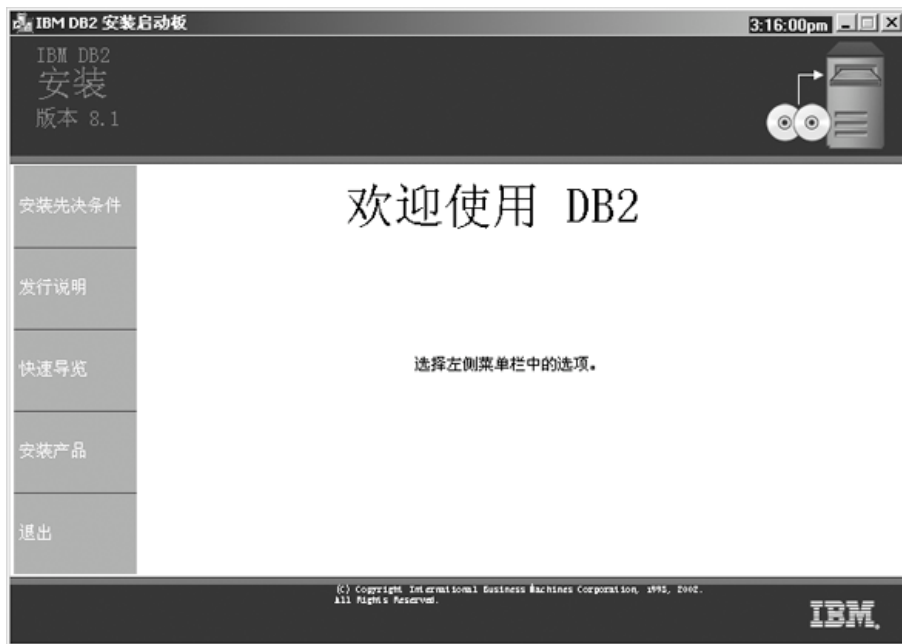 IBM DB2 安装启动板
3:16:00pm
IBM DB2
安装
版本 8.1
安装先决条件
发行说明
快速导览
安装产品
退出
欢迎使用 DB2
选择左侧菜单栏中的选项。
(C) Copyright International Business Machines Corporation, 1993, 2002.
All Rights Reserved.
IBM.